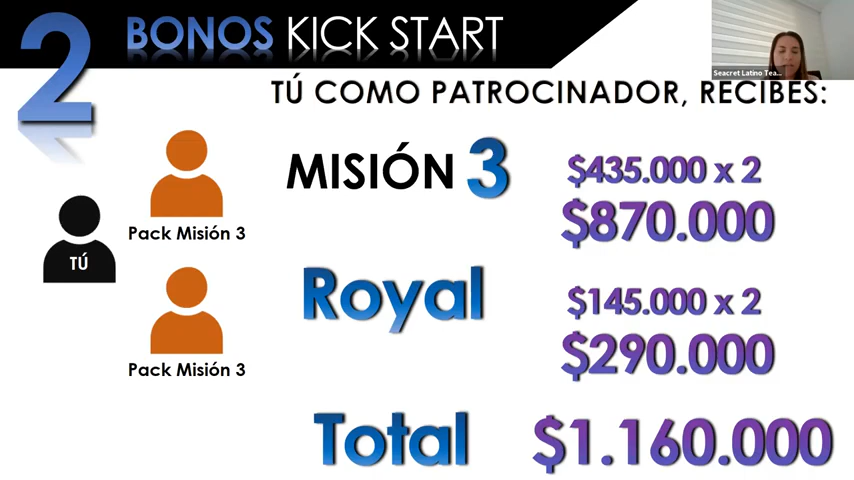 2
BONOS KICK START
Seacret Latino Tea...
TÚ COMO PATROCINADOR, RECIBES:
MISIÓN 3
$435.000 x 2
$870.000
Pack Misión 3
TÚ
Royal
$145.000 x 2
$290.000
Pack Misión 3
Total
$1.160.000